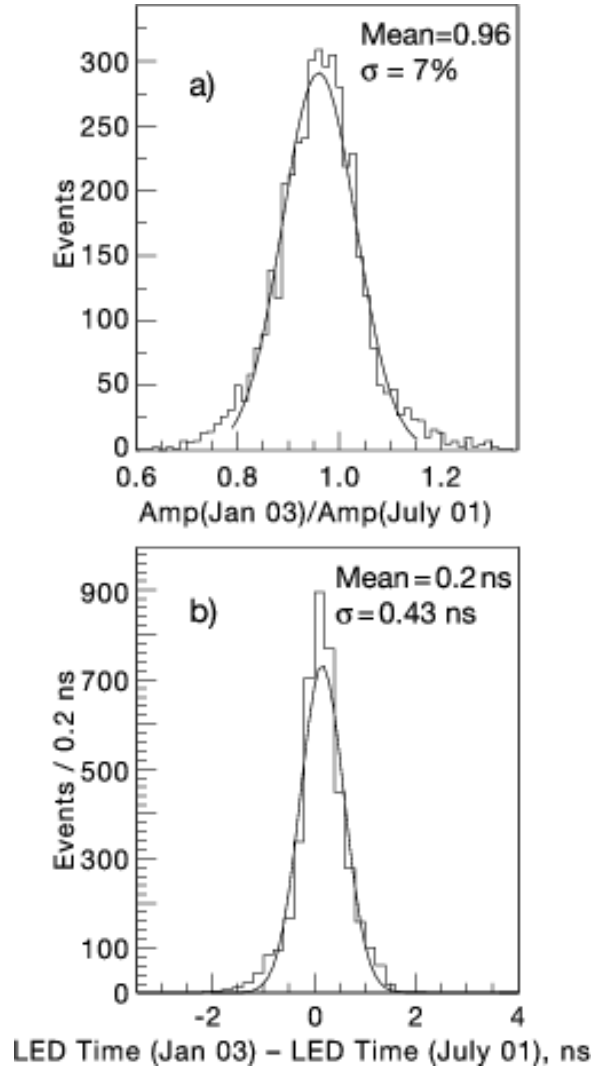 Mean=0.96
σ = 7%
a)
300
250
200
150
100
50
0
Events
0.6 0.8 1.0 1.2
Amp(Jan 03)/Amp(July 01)
Mean=0.2 ns
σ=0.43 ns
b)
900
700
500
300
100
0
Events / 0.2 ns
-2 0 2 4
LED Time (Jan 03) – LED Time (July 01), ns